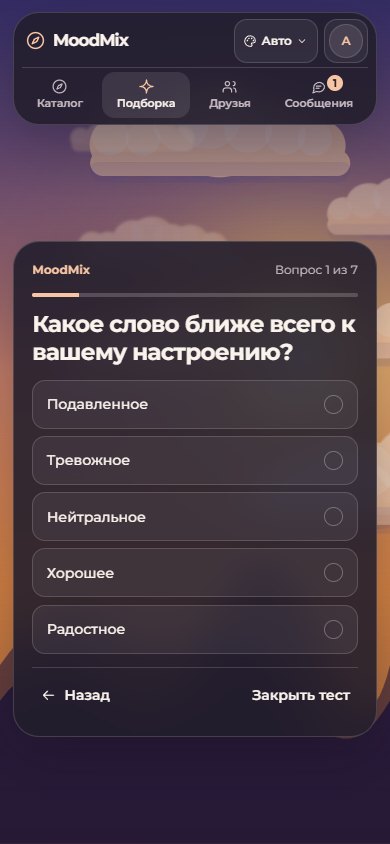 MoodMix
Авто
A
Каталог
Подборка
Друзья
Сообщения
1
MoodMix
Вопрос 1 из 7
Какое слово ближе всего к
вашему настроению?
Подавленное
Тревожное
Нейтральное
Хорошее
Радостное
Назад
Закрыть тест